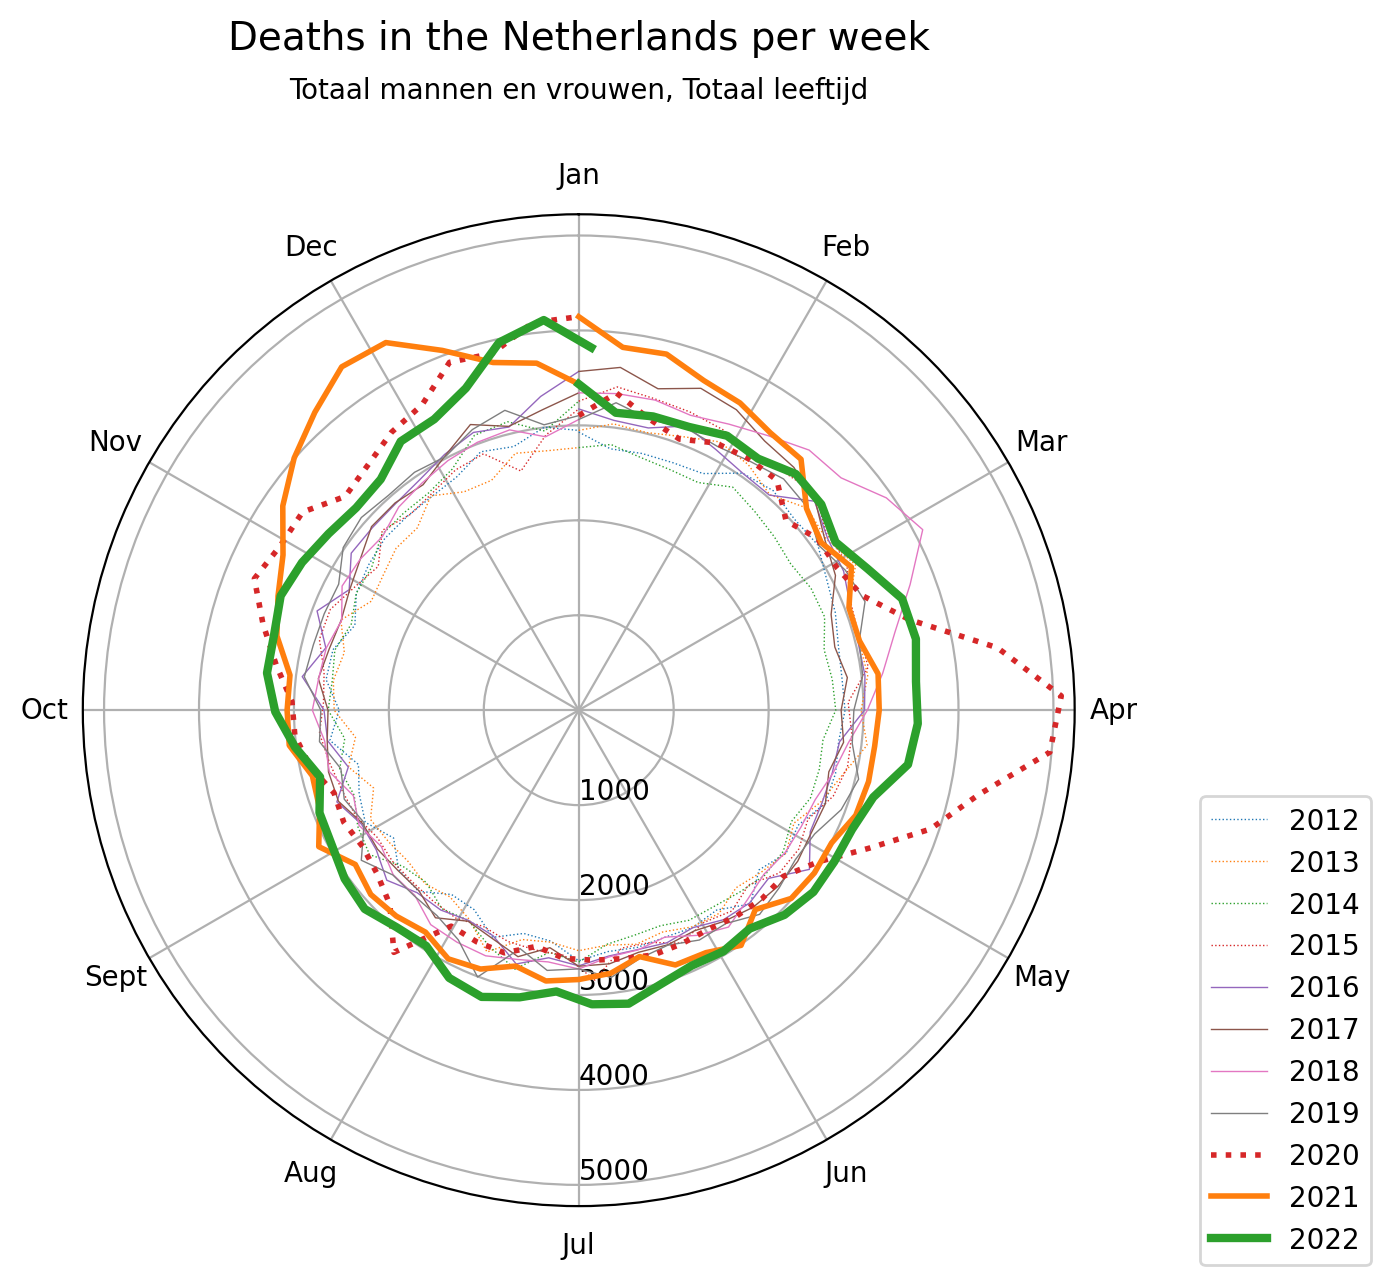 Deaths in the Netherlands per week
Totaal mannen en vrouwen, Totaal leeftijd
Jan
Feb
Mar
Apr
May
Jun
Jul
Aug
Sept
Oct
Nov
Dec
1000
2000
3000
4000
5000
2012
2013
2014
2015
2016
2017
2018
2019
2020
2021
2022